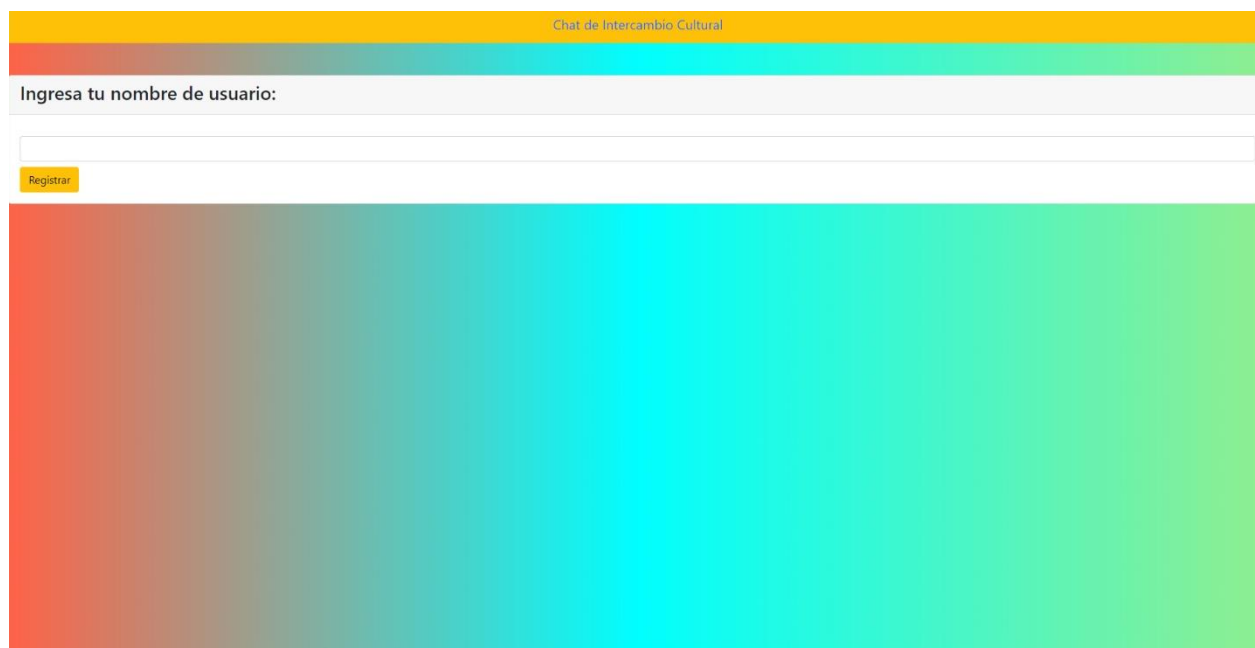 Chat de Intercambio Cultural
Ingresa tu nombre de usuario:
Registrar